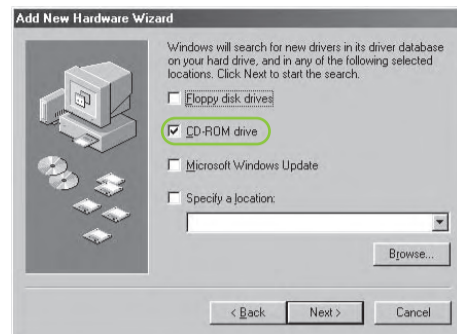 Add New Hardware Wizard
Windows will search for new drivers in its driver database
on your hard drive, and in any of the following selected
locations. Click Next to start the search.
Floppy disk drives
CD-ROM drive
Microsoft Windows Update
Specify a location:
Browse...
< Back
Next >
Cancel